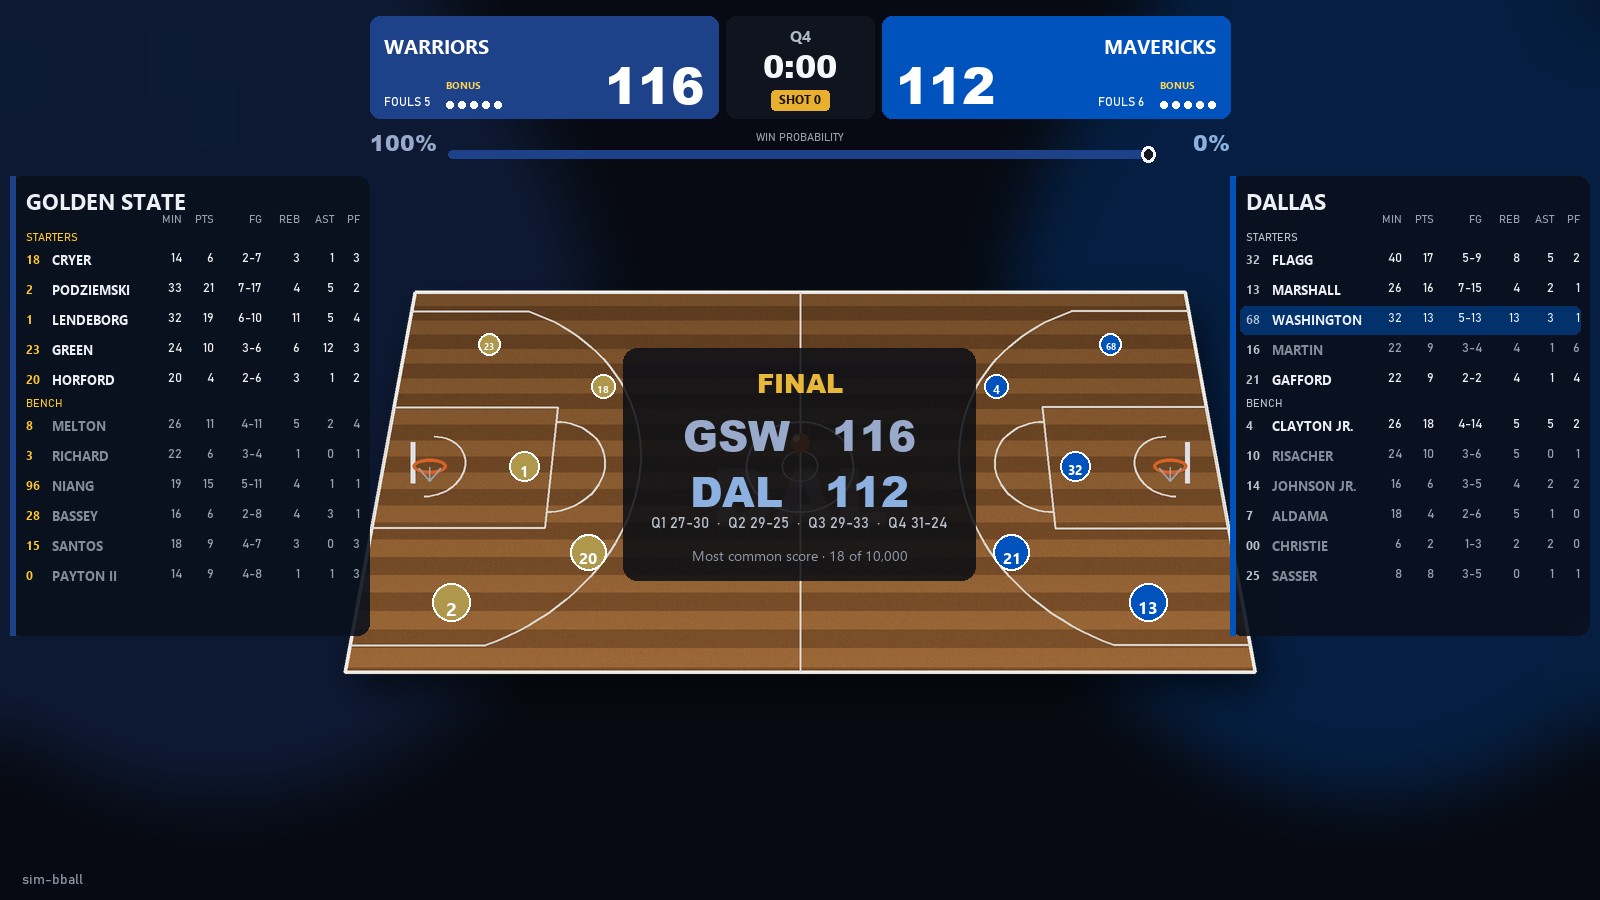 WARRIORS
BONUS
FOULS 5
116
Q4
0:00
SHOT 0
MAVERICKS
112
BONUS
FOULS 6
100%
WIN PROBABILITY
0%
GOLDEN STATE
MIN PTS FG REB AST PF
STARTERS
18 CRYER 14 6 2-7 3 1 3
2 PODZIEMSKI 33 21 7-17 4 5 2
1 LENDEBORG 32 19 6-10 11 5 4
23 GREEN 24 10 3-6 6 12 3
20 HORFORD 20 4 2-6 3 1 2
BENCH
8 MELTON 26 11 4-11 5 2 4
3 RICHARD 22 6 3-4 1 0 1
96 NIANG 19 15 5-11 4 1 1
28 BASSEY 16 6 2-8 4 3 1
15 SANTOS 18 9 4-7 3 0 3
0 PAYTON II 14 9 4-8 1 1 3
23
18
1
20
2
FINAL
GSW 116
DAL 112
Q1 27-30 · Q2 29-25 · Q3 29-33 · Q4 31-24
Most common score · 18 of 10,000
68
4
32
21
13
DALLAS
MIN PTS FG REB AST PF
STARTERS
32 FLAGG 40 17 5-9 8 5 2
13 MARSHALL 26 16 7-15 4 2 1
68 WASHINGTON 32 13 5-13 13 3 1
16 MARTIN 22 9 3-4 4 1 6
21 GAFFORD 22 9 2-2 4 1 4
BENCH
4 CLAYTON JR. 26 18 4-14 5 5 2
10 RISACHER 24 10 3-6 5 0 1
14 JOHNSON JR. 16 6 3-5 4 2 2
7 ALDAMA 18 4 2-6 5 1 0
00 CHRISTIE 6 2 1-3 2 2 0
25 SASSER 8 8 3-5 0 1 1
sim-bball